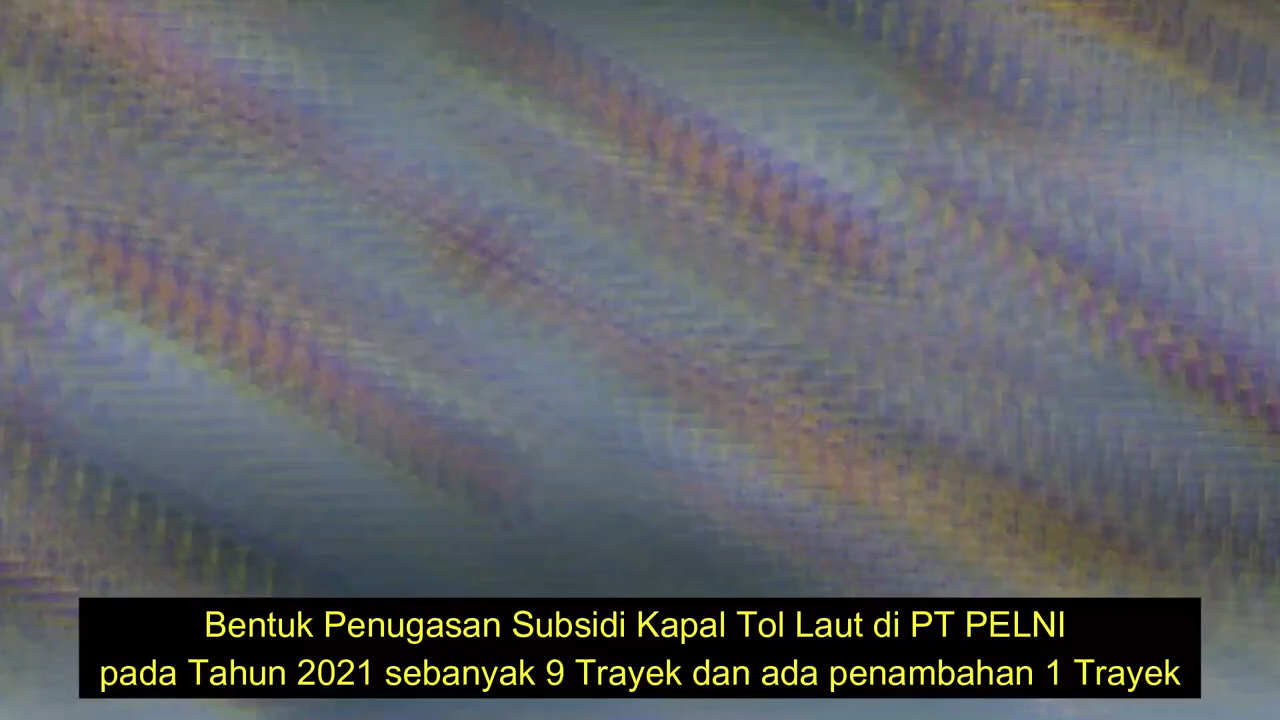 Bentuk Penugasan Subsidi Kapal Tol Laut di PT PELNI
pada Tahun 2021 sebanyak 9 Trayek dan ada penambahan 1 Trayek